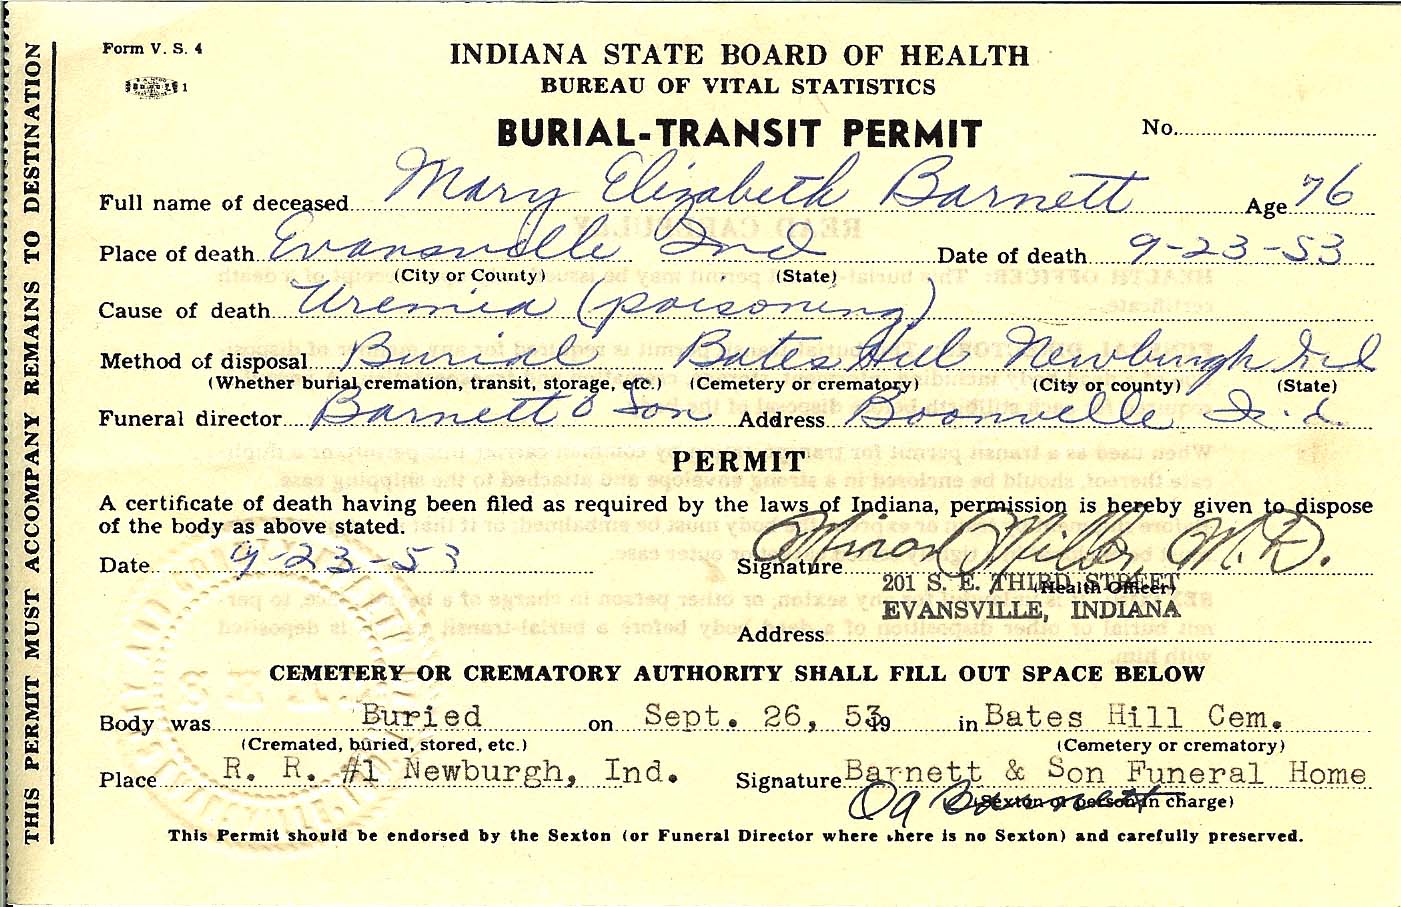 Form V. S. 4
INDIANA STATE BOARD OF HEALTH
1
BUREAU OF VITAL STATISTICS
BURIAL-TRANSIT PERMIT
No.
Full name of deceased Mary Elizabeth Barnett Age 76
Place of death Evansville Ind Date of death 9-23-53
(City or County) (State)
Cause of death Uremia (poisoning)
Method of disposal Burial Bates Hill Newburgh Ind
(Whether burial, cremation, transit, storage, etc.) (Cemetery or crematory) (City or county) (State)
Funeral director Barnett & Son Address Boonville Ind.
PERMIT
A certificate of death having been filed as required by the laws of Indiana, permission is hereby given to dispose
of the body as above stated.
Date 9-23-53 Signature Minor Miller, M.D.
(Health Officer)
201 S. E. THIRD STREET
EVANSVILLE, INDIANA
Address
CEMETERY OR CREMATORY AUTHORITY SHALL FILL OUT SPACE BELOW
Body was Buried on Sept. 26, 53 19 in Bates Hill Cem.
(Cremated, buried, stored, etc.) (Cemetery or crematory)
Place R. R. #1 Newburgh, Ind. Signature Barnett & Son Funeral Home
Barnett
(Sexton or person in charge)
This Permit should be endorsed by the Sexton (or Funeral Director where there is no Sexton) and carefully preserved.
THIS PERMIT MUST ACCOMPANY REMAINS TO DESTINATION